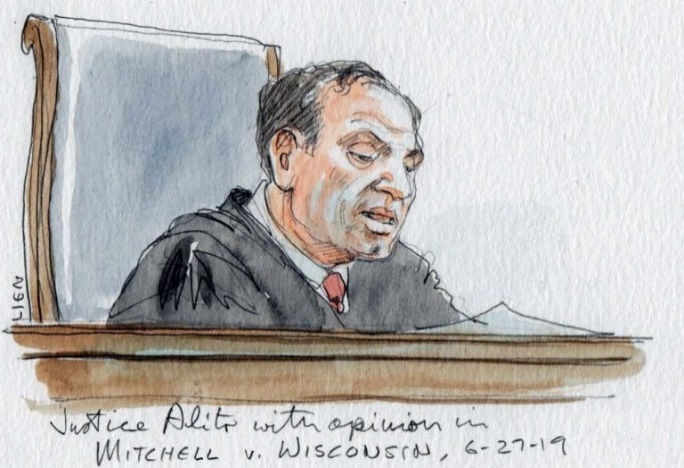 LIEN
Justice Alito with opinion in
MITCHELL v. WISCONSIN, 6-27-19